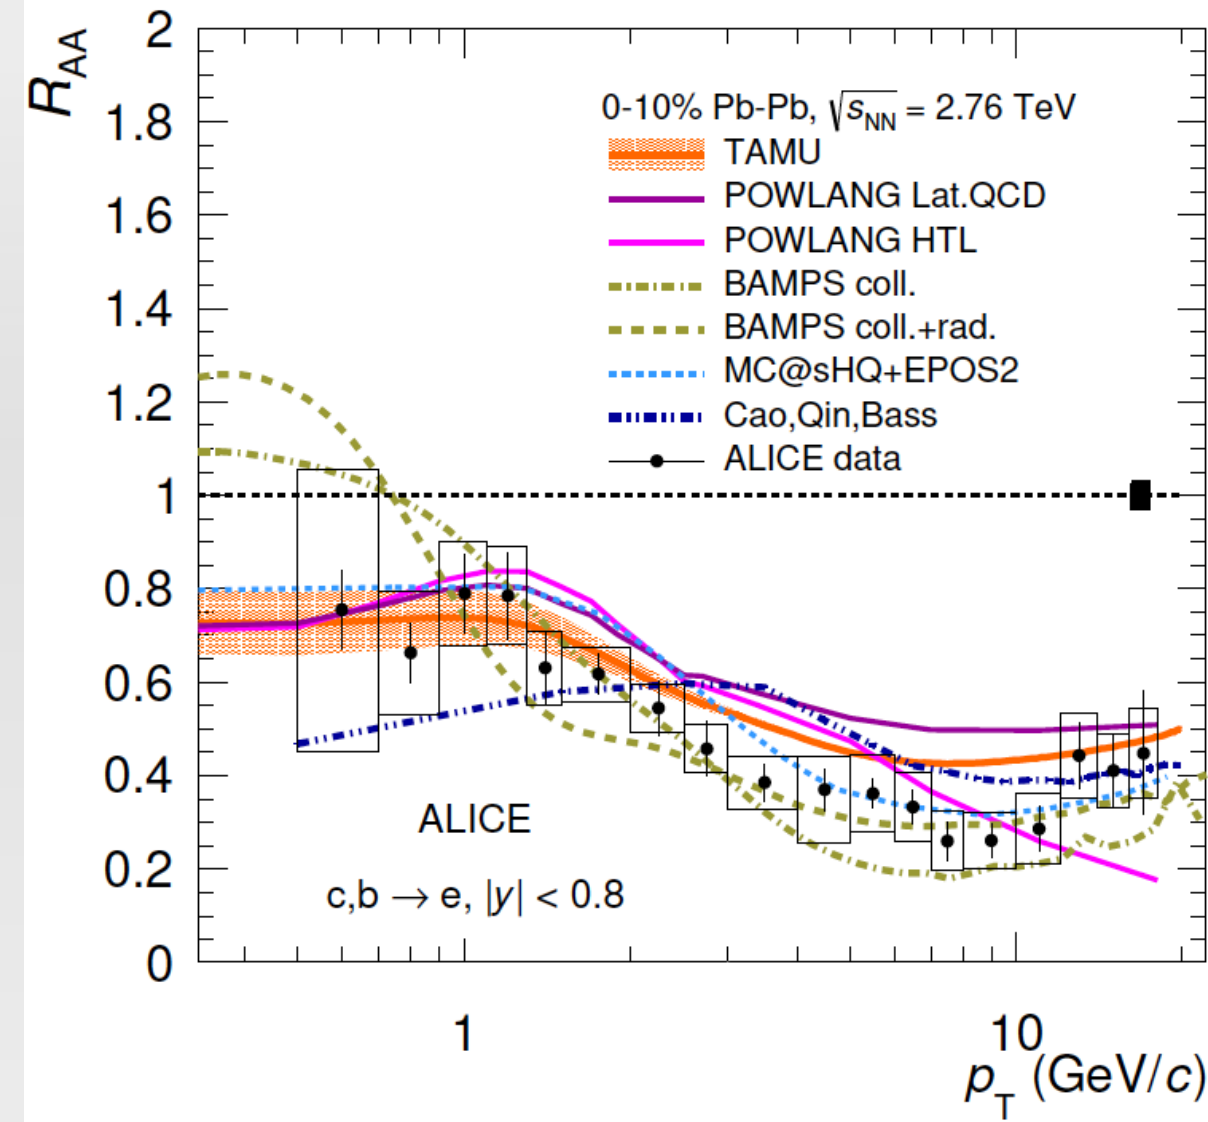 R_AA
2
1.8
1.6
1.4
1.2
1
0.8
0.6
0.4
0.2
0
0-10% Pb-Pb, √s_NN = 2.76 TeV
TAMU
POWLANG Lat.QCD
POWLANG HTL
BAMPS coll.
BAMPS coll.+rad.
MC@sHQ+EPOS2
Cao,Qin,Bass
ALICE data
ALICE
c,b → e, |y| < 0.8
1 10
p_T (GeV/c)